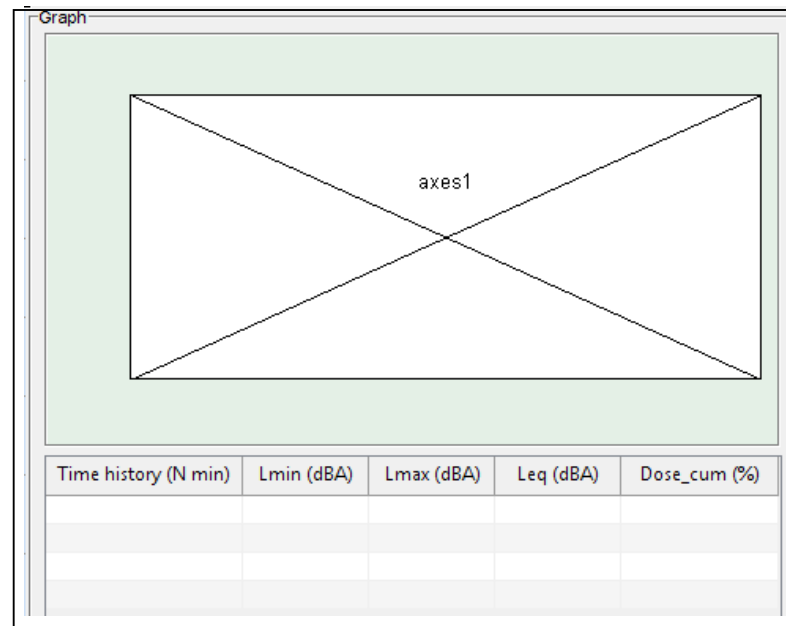 Graph
axes1
Time history (N min) Lmin (dBA) Lmax (dBA) Leq (dBA) Dose_cum (%)